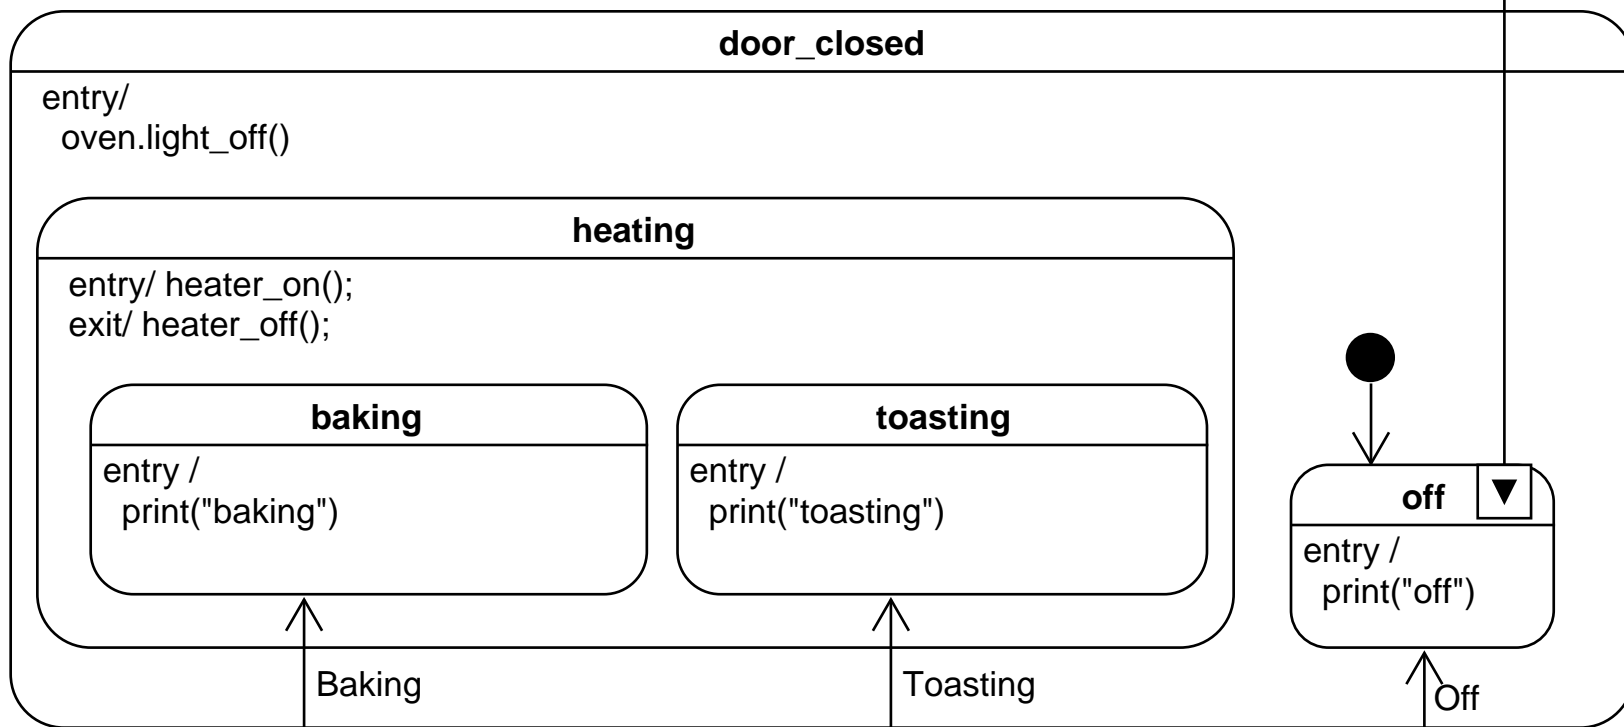 door_closed
entry/
oven.light_off()
heating
entry/ heater_on();
exit/ heater_off();
baking
entry /
print("baking")
toasting
entry /
print("toasting")
off
entry /
print("off")
Baking
Toasting
Off